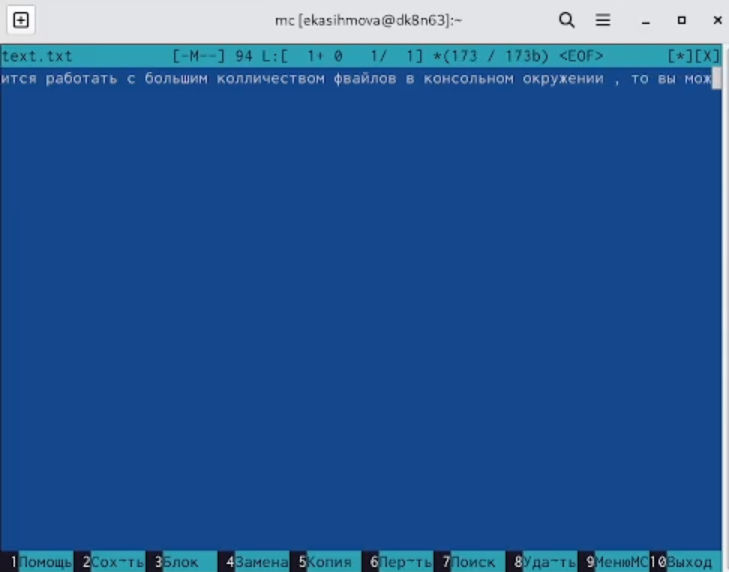 mc [ekasihmova@dk8n63]:~
text.txt [-M--] 94 L:[ 1+ 0 1/ 1] *(173 / 173b) <EOF> [*][X]
ится работать с большим колличеством фвайлов в консольном окружении , то вы мож
1Помощь 2Сох~ть 3Блок 4Замена 5Копия 6Пер~ть 7Поиск 8Уда~ть 9МенюMC 10Выход